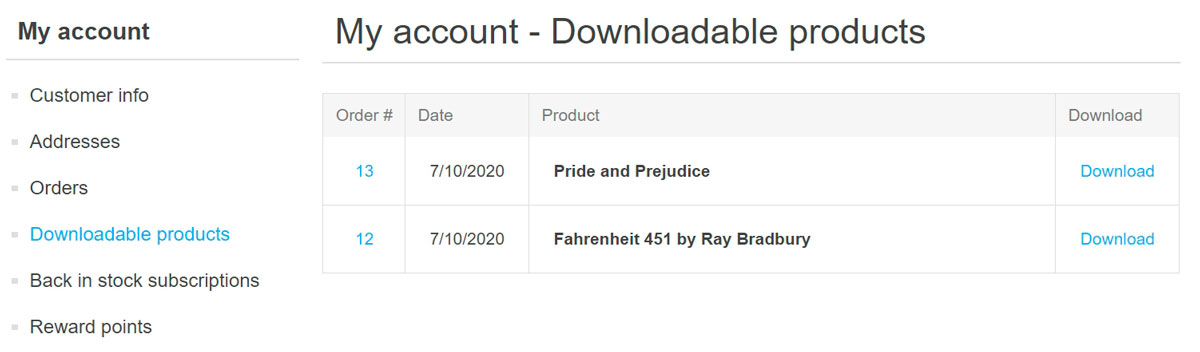 My account
Customer info
Addresses
Orders
Downloadable products
Back in stock subscriptions
Reward points
My account - Downloadable products
Order # Date Product Download
13 7/10/2020 Pride and Prejudice Download
12 7/10/2020 Fahrenheit 451 by Ray Bradbury Download